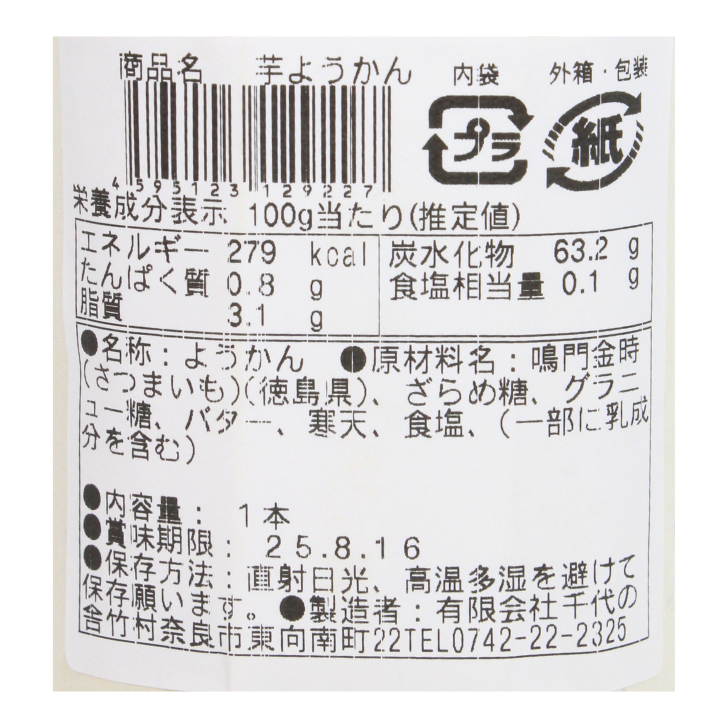 商品名 芋ようかん 内袋 外箱・包装
プラ 紙
4595123129227
栄養成分表示 100g当たり(推定値)
エネルギー 279 kcal 炭水化物 63.2 g
たんぱく質 0.8 g 食塩相当量 0.1 g
脂質 3.1 g
●名称：ようかん ●原材料名：鳴門金時
(さつまいも)(徳島県)、ざらめ糖、グラニ
ュー糖、バター、寒天、食塩、(一部に乳成
分を含む)
●内容量： 1本
●賞味期限： 25.8.16
●保存方法：直射日光、高温多湿を避けて
保存願います。●製造者：有限会社千代の
舎竹村奈良市東向南町22TEL0742-22-2325